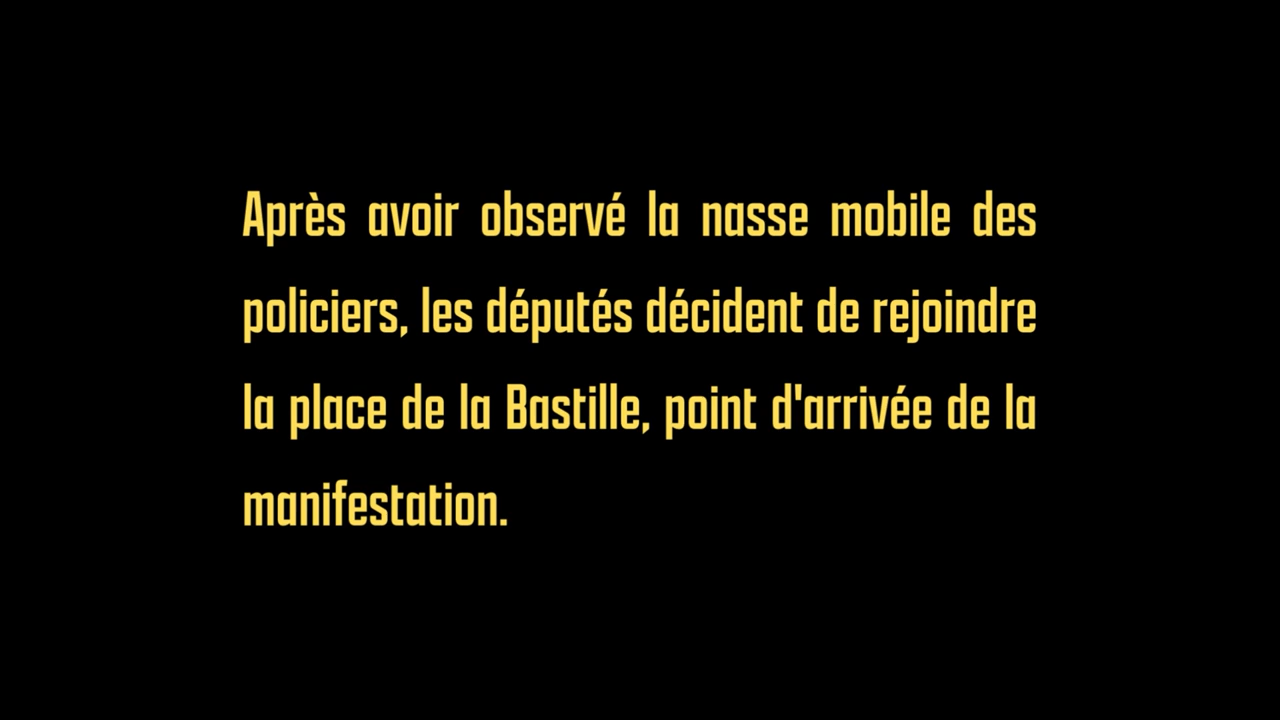 Après avoir observé la nasse mobile des
policiers, les députés décident de rejoindre
la place de la Bastille, point d'arrivée de la
manifestation.